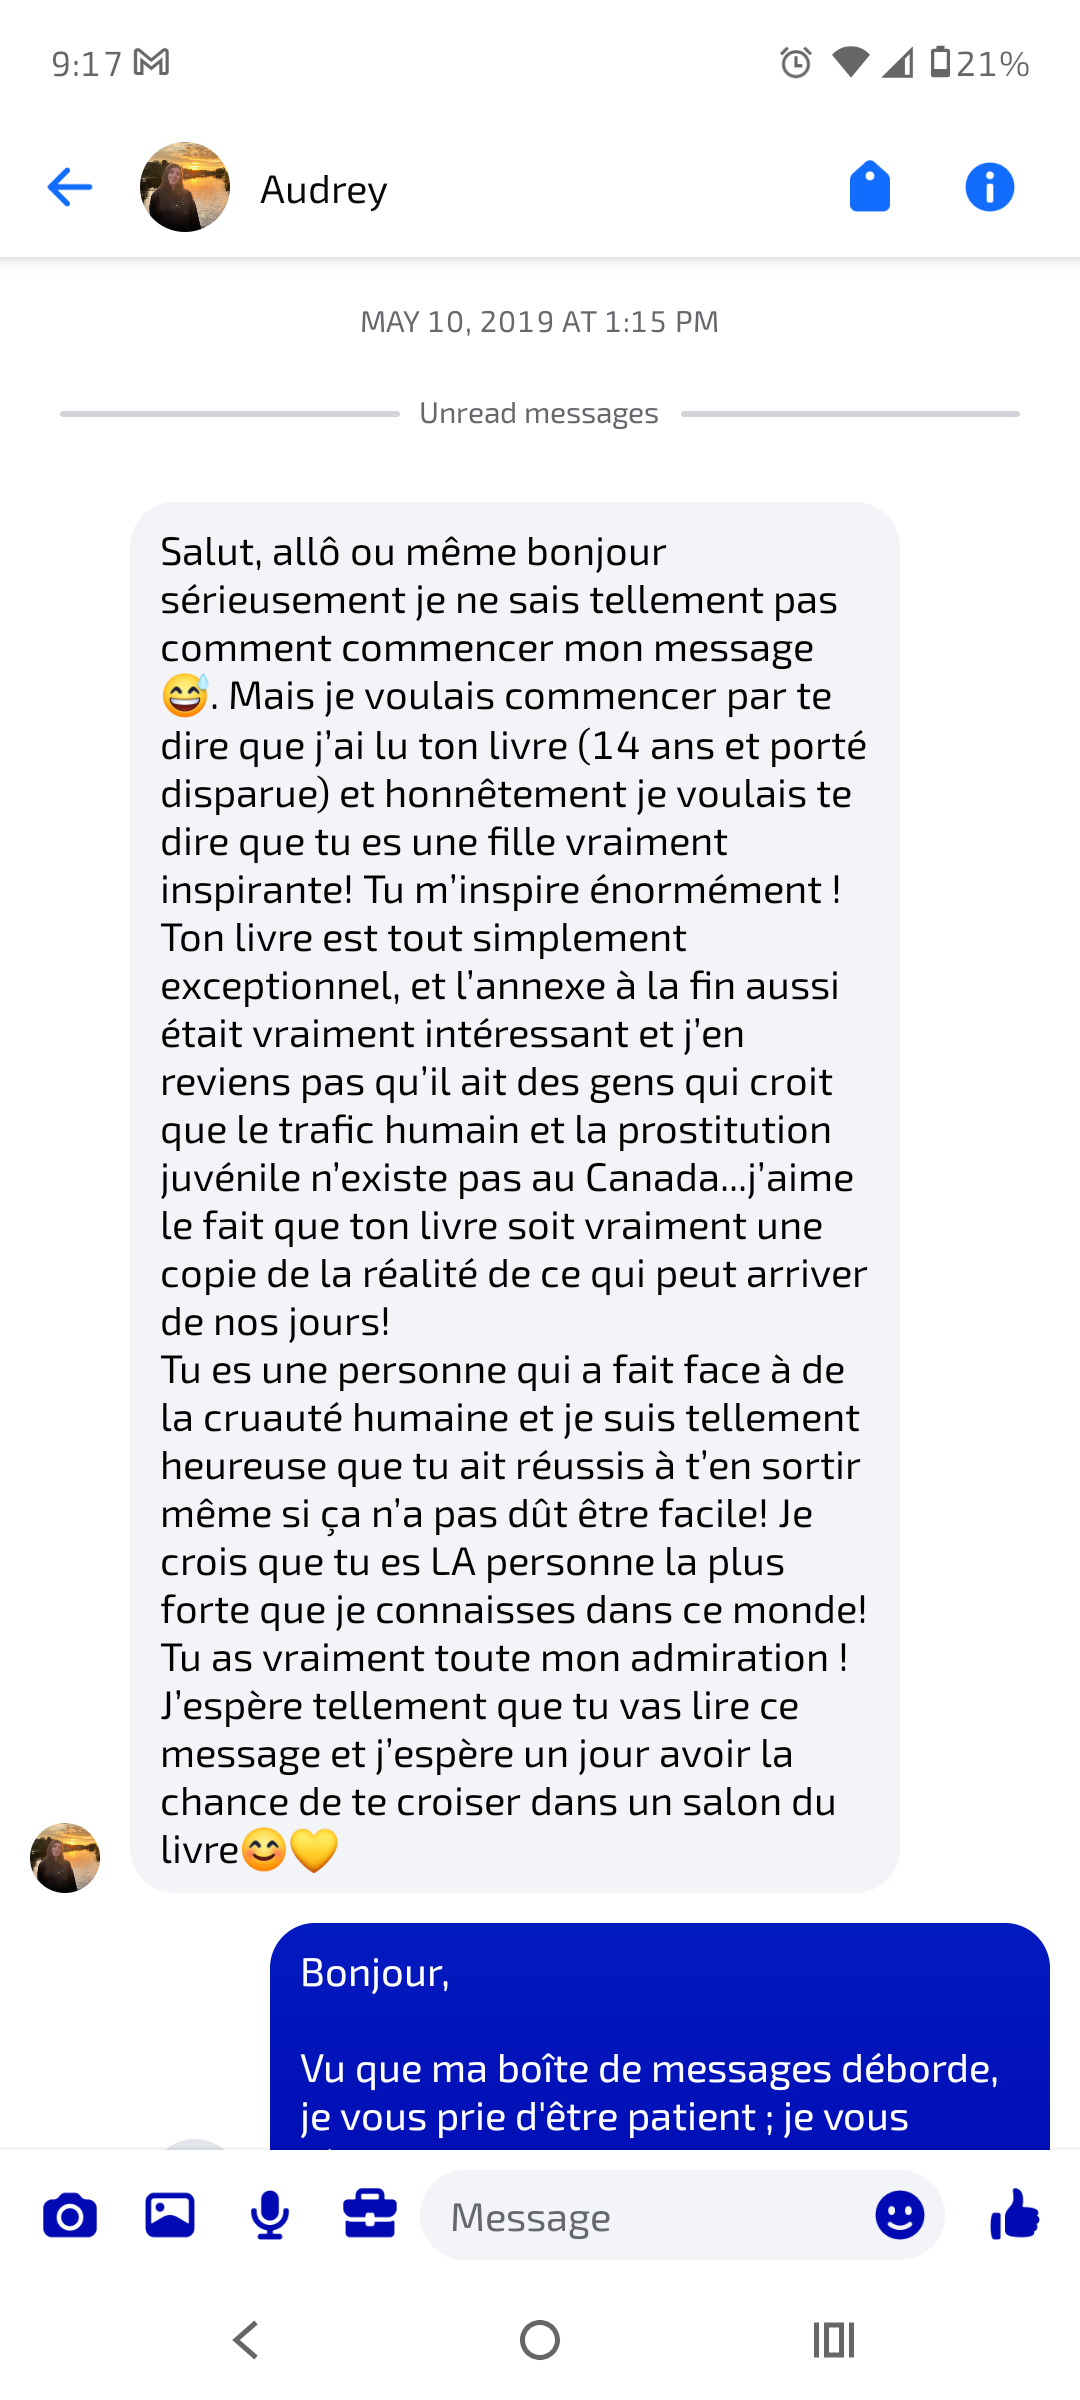 9:17
21%
Audrey
MAY 10, 2019 AT 1:15 PM
Unread messages
Salut, allô ou même bonjour
sérieusement je ne sais tellement pas
comment commencer mon message
😅. Mais je voulais commencer par te
dire que j’ai lu ton livre (14 ans et porté
disparue) et honnêtement je voulais te
dire que tu es une fille vraiment
inspirante! Tu m’inspire énormément !
Ton livre est tout simplement
exceptionnel, et l’annexe à la fin aussi
était vraiment intéressant et j’en
reviens pas qu’il ait des gens qui croit
que le trafic humain et la prostitution
juvénile n’existe pas au Canada...j’aime
le fait que ton livre soit vraiment une
copie de la réalité de ce qui peut arriver
de nos jours!
Tu es une personne qui a fait face à de
la cruauté humaine et je suis tellement
heureuse que tu ait réussis à t’en sortir
même si ça n’a pas dût être facile! Je
crois que tu es LA personne la plus
forte que je connaisses dans ce monde!
Tu as vraiment toute mon admiration !
J’espère tellement que tu vas lire ce
message et j’espère un jour avoir la
chance de te croiser dans un salon du
livre😊💛
Bonjour,
Vu que ma boîte de messages déborde,
je vous prie d'être patient ; je vous
Message